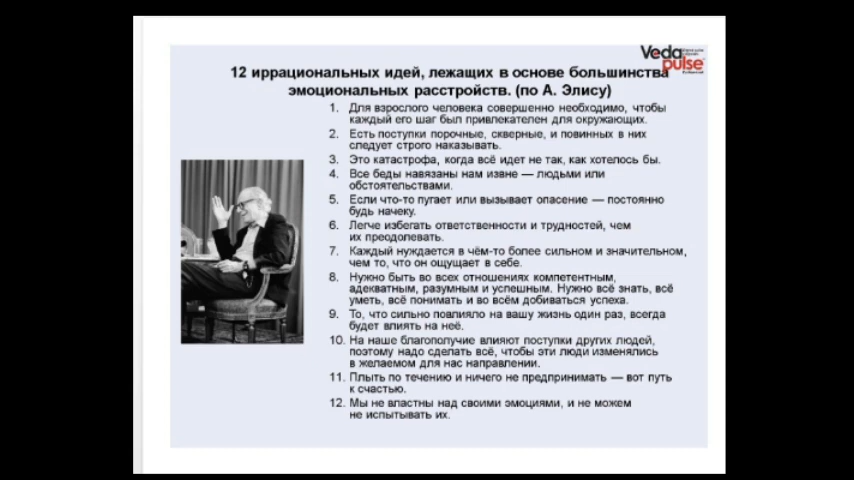 Veda
pulse
12 иррациональных идей, лежащих в основе большинства
эмоциональных расстройств. (по А. Элису)
1. Для взрослого человека совершенно необходимо, чтобы
каждый его шаг был привлекателен для окружающих.
2. Есть поступки порочные, скверные, и повинных в них
следует строго наказывать.
3. Это катастрофа, когда всё идет не так, как хотелось бы.
4. Все беды навязаны нам извне — людьми или
обстоятельствами.
5. Если что-то пугает или вызывает опасение — постоянно
будь начеку.
6. Легче избегать ответственности и трудностей, чем
их преодолевать.
7. Каждый нуждается в чём-то более сильном и значительном,
чем то, что он ощущает в себе.
8. Нужно быть во всех отношениях компетентным,
адекватным, разумным и успешным. Нужно всё знать, всё
уметь, всё понимать и во всём добиваться успеха.
9. То, что сильно повлияло на вашу жизнь один раз, всегда
будет влиять на неё.
10. На наше благополучие влияют поступки других людей,
поэтому надо сделать всё, чтобы эти люди изменялись
в желаемом для нас направлении.
11. Плыть по течению и ничего не предпринимать — вот путь
к счастью.
12. Мы не властны над своими эмоциями, и не можем
не испытывать их.